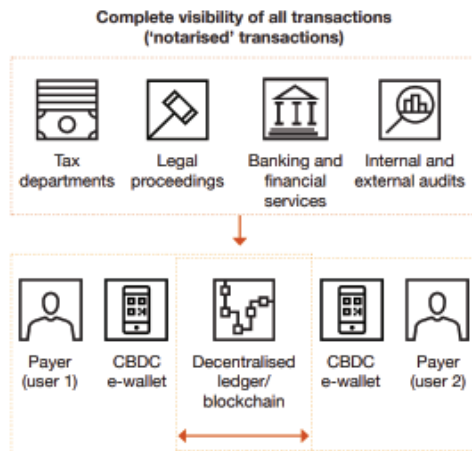 Complete visibility of all transactions
('notarised' transactions)
Tax
departments
Legal
proceedings
Banking and
financial
services
Internal and
external audits
Payer
(user 1)
CBDC
e-wallet
Decentralised
ledger/
blockchain
CBDC
e-wallet
Payer
(user 2)